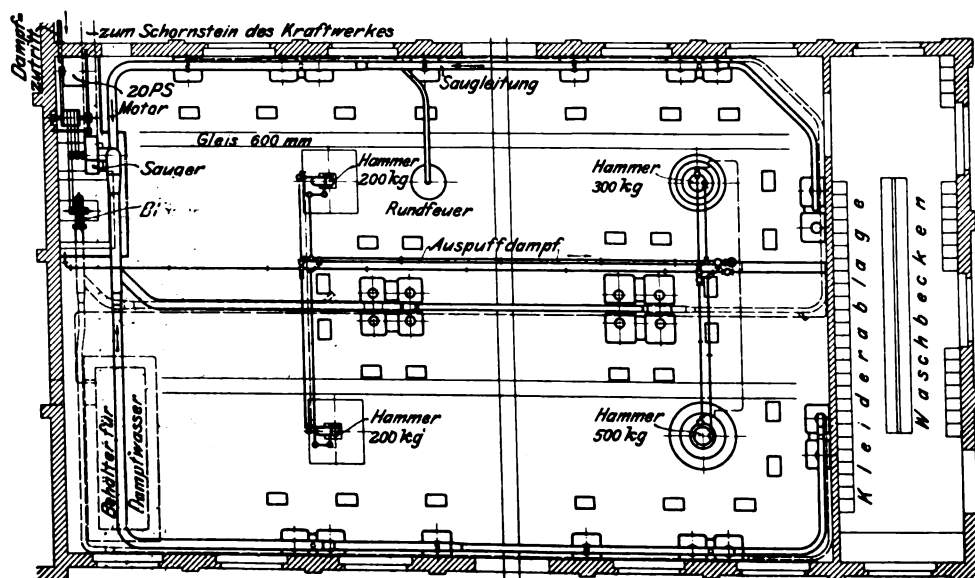 Dampf-
zutritt
zum Schornstein des Kraftwerkes
20PS
Motor
Saugleitung
Gleis 600 mm
Sauger
Hammer
200 kg
Rundfeuer
Hammer
300 kg
Auspuffdampf
Hammer
200 kg
Hammer
500 kg
Behälter für
Dampfwasser
Kleiderablage
Waschbecken